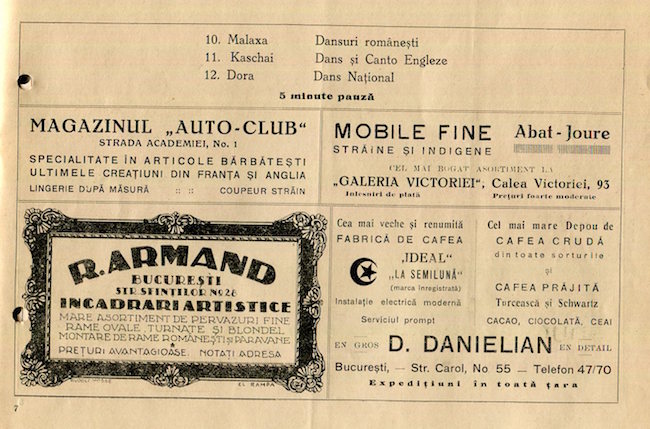 10. Malaxa Dansuri românești
11. Kaschai Dans și Canto Engleze
12. Dora Dans Național
5 minute pauză
MAGAZINUL „AUTO-CLUB"
STRADA ACADEMIEI, No. 1
SPECIALITATE ÎN ARTICOLE BĂRBĂTEȘTI
ULTIMELE CREAȚIUNI DIN FRANȚA ȘI ANGLIA
LINGERIE DUPĂ MĂSURĂ :: :: COUPEUR STRĂIN
MOBILE FINE Abat-Joure
STRĂINE ȘI INDIGENE
CEL MAI BOGAT ASORTIMENT LA
„GALERIA VICTORIEI", Calea Victoriei, 93
Inlesniri de plată Prețuri foarte moderate
R. ARMAND
BUCUREȘTI
STR. SFINȚILOR No 26
INCADRĂRI ARTISTICE
MARE ASORTIMENT DE PERVAZURI FINE
RAME OVALE, TURNATE ȘI BLONDEL
MONTARE DE RAME ROMÂNEȘTI ȘI PARAVANE
PREȚURI AVANTAGIOASE. NOTAȚI ADRESA
RUDOLF MOSSE EL RAMPA
Cea mai veche și renumită
FABRICĂ DE CAFEA
„IDEAL"
„LA SEMILUNĂ"
(marca înregistrată)
Instalație electrică modernă
Serviciul prompt
Cel mai mare Depou de
CAFEA CRUDĂ
din toate sorturile
și
CAFEA PRĂJITĂ
Turcească și Schwartz
CACAO, CIOCOLATĂ, CEAI
EN GROS D. DANIELIAN EN DETAIL
București, — Str. Carol, No 55 — Telefon 47/70
Expedițiuni în toată țara
7